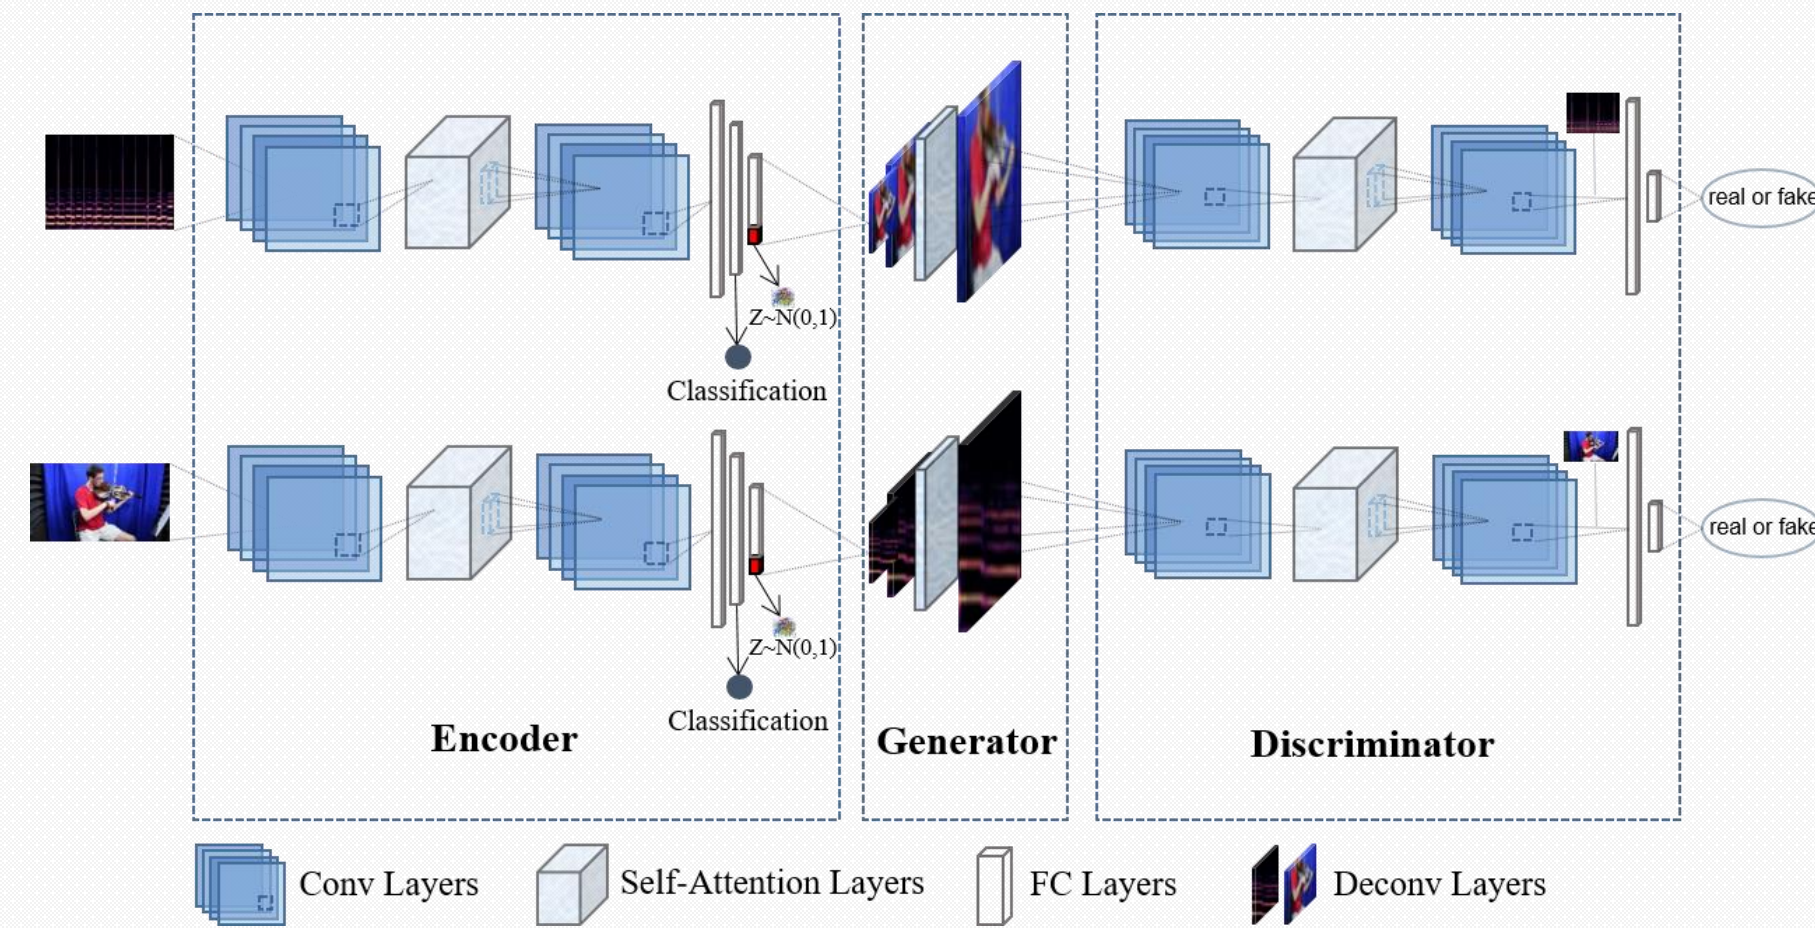 real or fake
Z~N(0,1)
Classification
real or fake
Z~N(0,1)
Classification
Encoder
Generator
Discriminator
Conv Layers
Self-Attention Layers
FC Layers
Deconv Layers